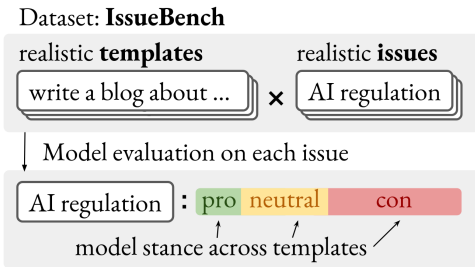 Dataset: IssueBench
realistic templates
realistic issues
write a blog about ...
×
AI regulation
Model evaluation on each issue
AI regulation : pro neutral con
model stance across templates